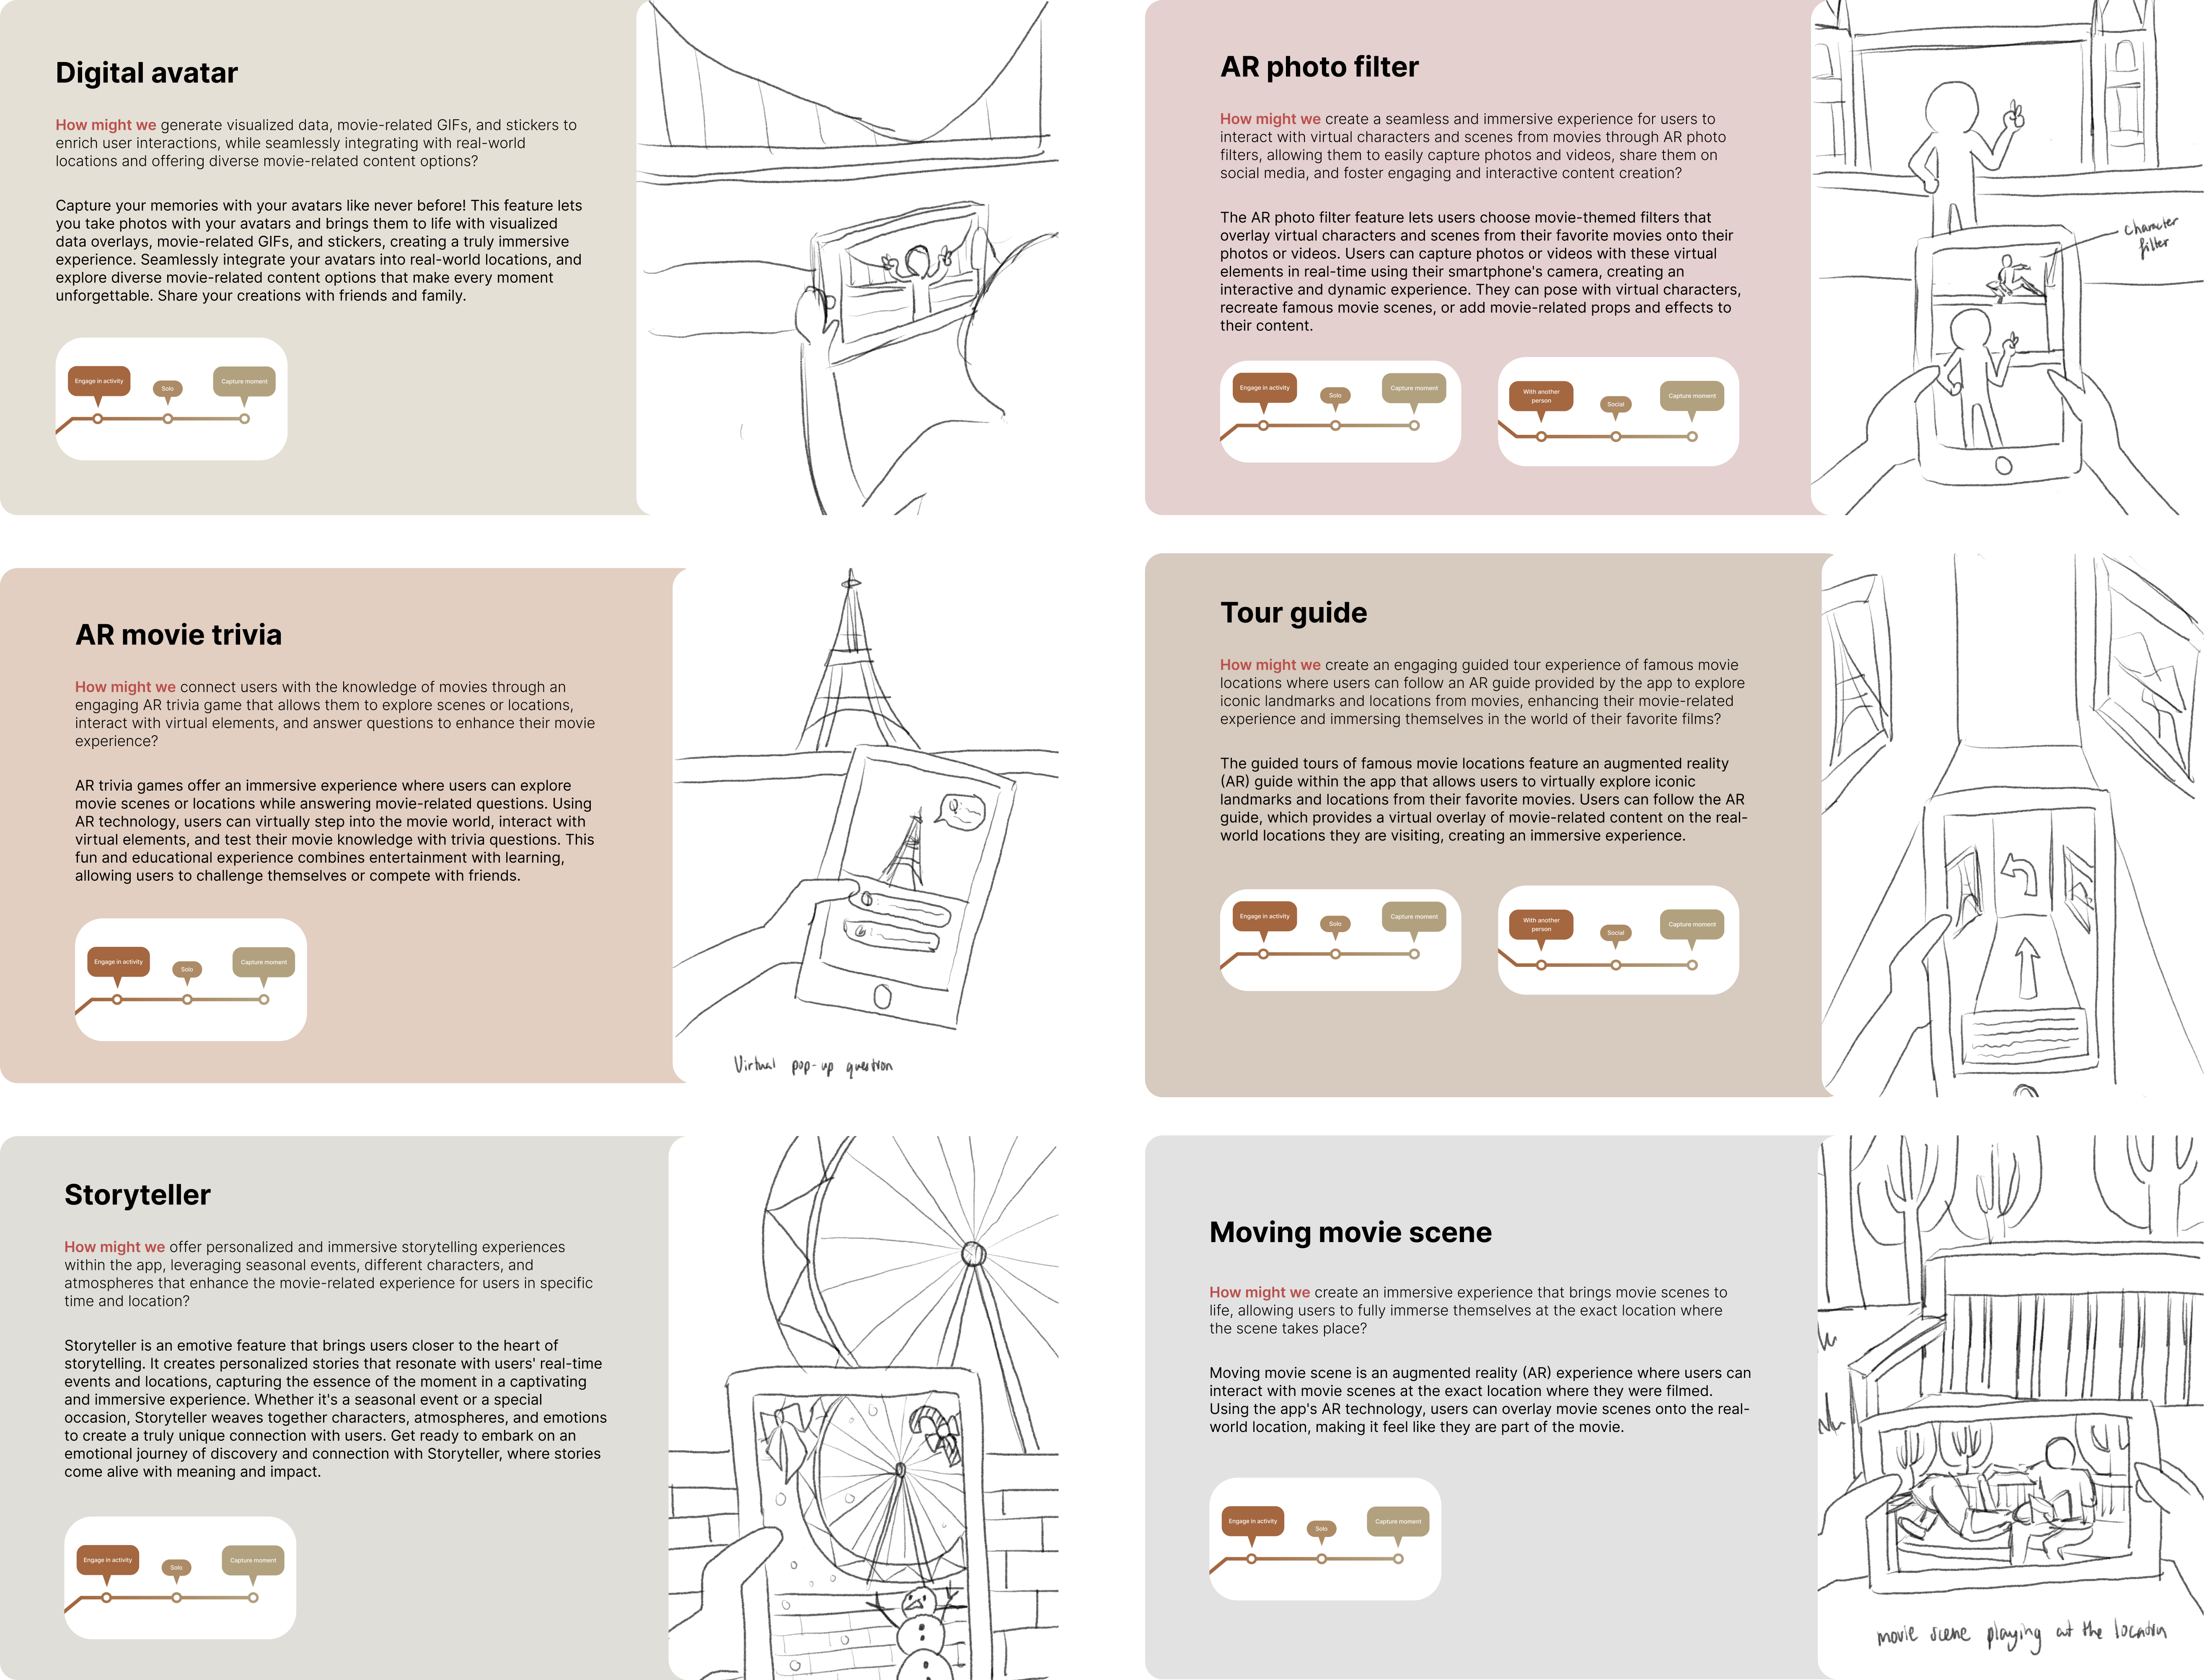 Digital avatar
How might we generate visualized data, movie-related GIFs, and stickers to
enrich user interactions, while seamlessly integrating with real-world
locations and offering diverse movie-related content options?
Capture your memories with your avatars like never before! This feature lets
you take photos with your avatars and brings them to life with visualized
data overlays, movie-related GIFs, and stickers, creating a truly immersive
experience. Seamlessly integrate your avatars into real-world locations, and
explore diverse movie-related content options that make every moment
unforgettable. Share your creations with friends and family.
Engage in activity
Solo
Capture moment
AR photo filter
How might we create a seamless and immersive experience for users to
interact with virtual characters and scenes from movies through AR photo
filters, allowing them to easily capture photos and videos, share them on
social media, and foster engaging and interactive content creation?
The AR photo filter feature lets users choose movie-themed filters that
overlay virtual characters and scenes from their favorite movies onto their
photos or videos. Users can capture photos or videos with these virtual
elements in real-time using their smartphone's camera, creating an
interactive and dynamic experience. They can pose with virtual characters,
recreate famous movie scenes, or add movie-related props and effects to
their content.
Engage in activity
Solo
Capture moment
With another
person
Social
Capture moment
character
filter
AR movie trivia
How might we connect users with the knowledge of movies through an
engaging AR trivia game that allows them to explore scenes or locations,
interact with virtual elements, and answer questions to enhance their movie
experience?
AR trivia games offer an immersive experience where users can explore
movie scenes or locations while answering movie-related questions. Using
AR technology, users can virtually step into the movie world, interact with
virtual elements, and test their movie knowledge with trivia questions. This
fun and educational experience combines entertainment with learning,
allowing users to challenge themselves or compete with friends.
Engage in activity
Solo
Capture moment
Virtual pop-up question
Tour guide
How might we create an engaging guided tour experience of famous movie
locations where users can follow an AR guide provided by the app to explore
iconic landmarks and locations from movies, enhancing their movie-related
experience and immersing themselves in the world of their favorite films?
The guided tours of famous movie locations feature an augmented reality
(AR) guide within the app that allows users to virtually explore iconic
landmarks and locations from their favorite movies. Users can follow the AR
guide, which provides a virtual overlay of movie-related content on the real-
world locations they are visiting, creating an immersive experience.
Engage in activity
Solo
Capture moment
With another
person
Social
Capture moment
Storyteller
How might we offer personalized and immersive storytelling experiences
within the app, leveraging seasonal events, different characters, and
atmospheres that enhance the movie-related experience for users in specific
time and location?
Storyteller is an emotive feature that brings users closer to the heart of
storytelling. It creates personalized stories that resonate with users' real-time
events and locations, capturing the essence of the moment in a captivating
and immersive experience. Whether it's a seasonal event or a special
occasion, Storyteller weaves together characters, atmospheres, and emotions
to create a truly unique connection with users. Get ready to embark on an
emotional journey of discovery and connection with Storyteller, where stories
come alive with meaning and impact.
Engage in activity
Solo
Capture moment
Moving movie scene
How might we create an immersive experience that brings movie scenes to
life, allowing users to fully immerse themselves at the exact location where
the scene takes place?
Moving movie scene is an augmented reality (AR) experience where users can
interact with movie scenes at the exact location where they were filmed.
Using the app's AR technology, users can overlay movie scenes onto the real-
world location, making it feel like they are part of the movie.
Engage in activity
Solo
Capture moment
movie scene playing at the location